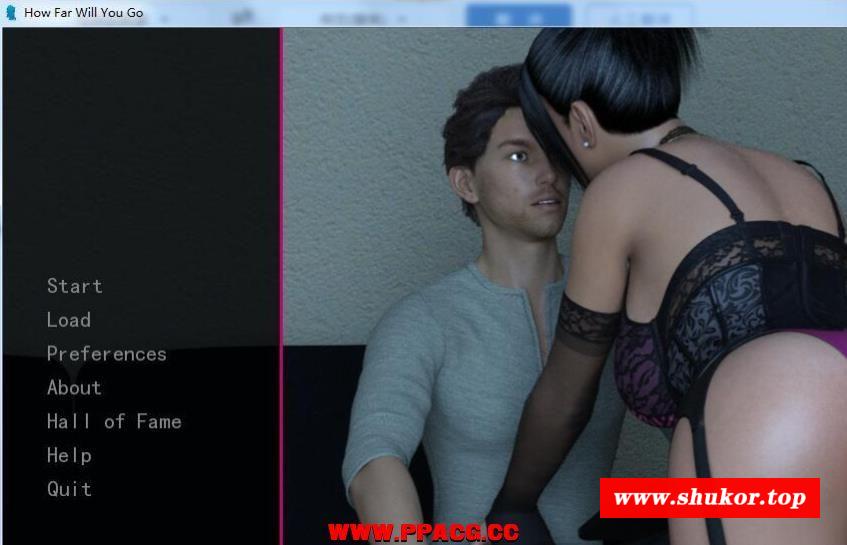 How Far Will You Go
Start
Load
Preferences
About
Hall of Fame
Help
Quit
www.shukor.top
WWW.PPACG.CC